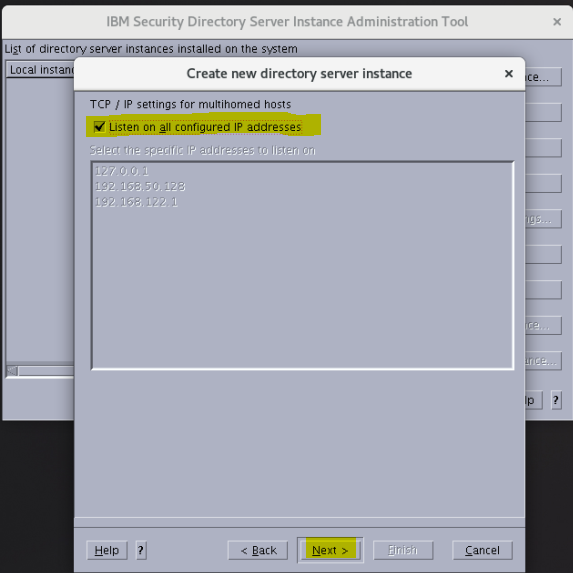 IBM Security Directory Server Instance Administration Tool
×
List of directory server instances installed on the system
Local instanc
Create new directory server instance
×
TCP / IP settings for multihomed hosts
Listen on all configured IP addresses
Select the specific IP addresses to listen on
127.0.0.1
192.168.50.128
192.168.122.1
ce...
ngs...
ce...
ance...
lp ?
Help ? < Back Next > Finish Cancel